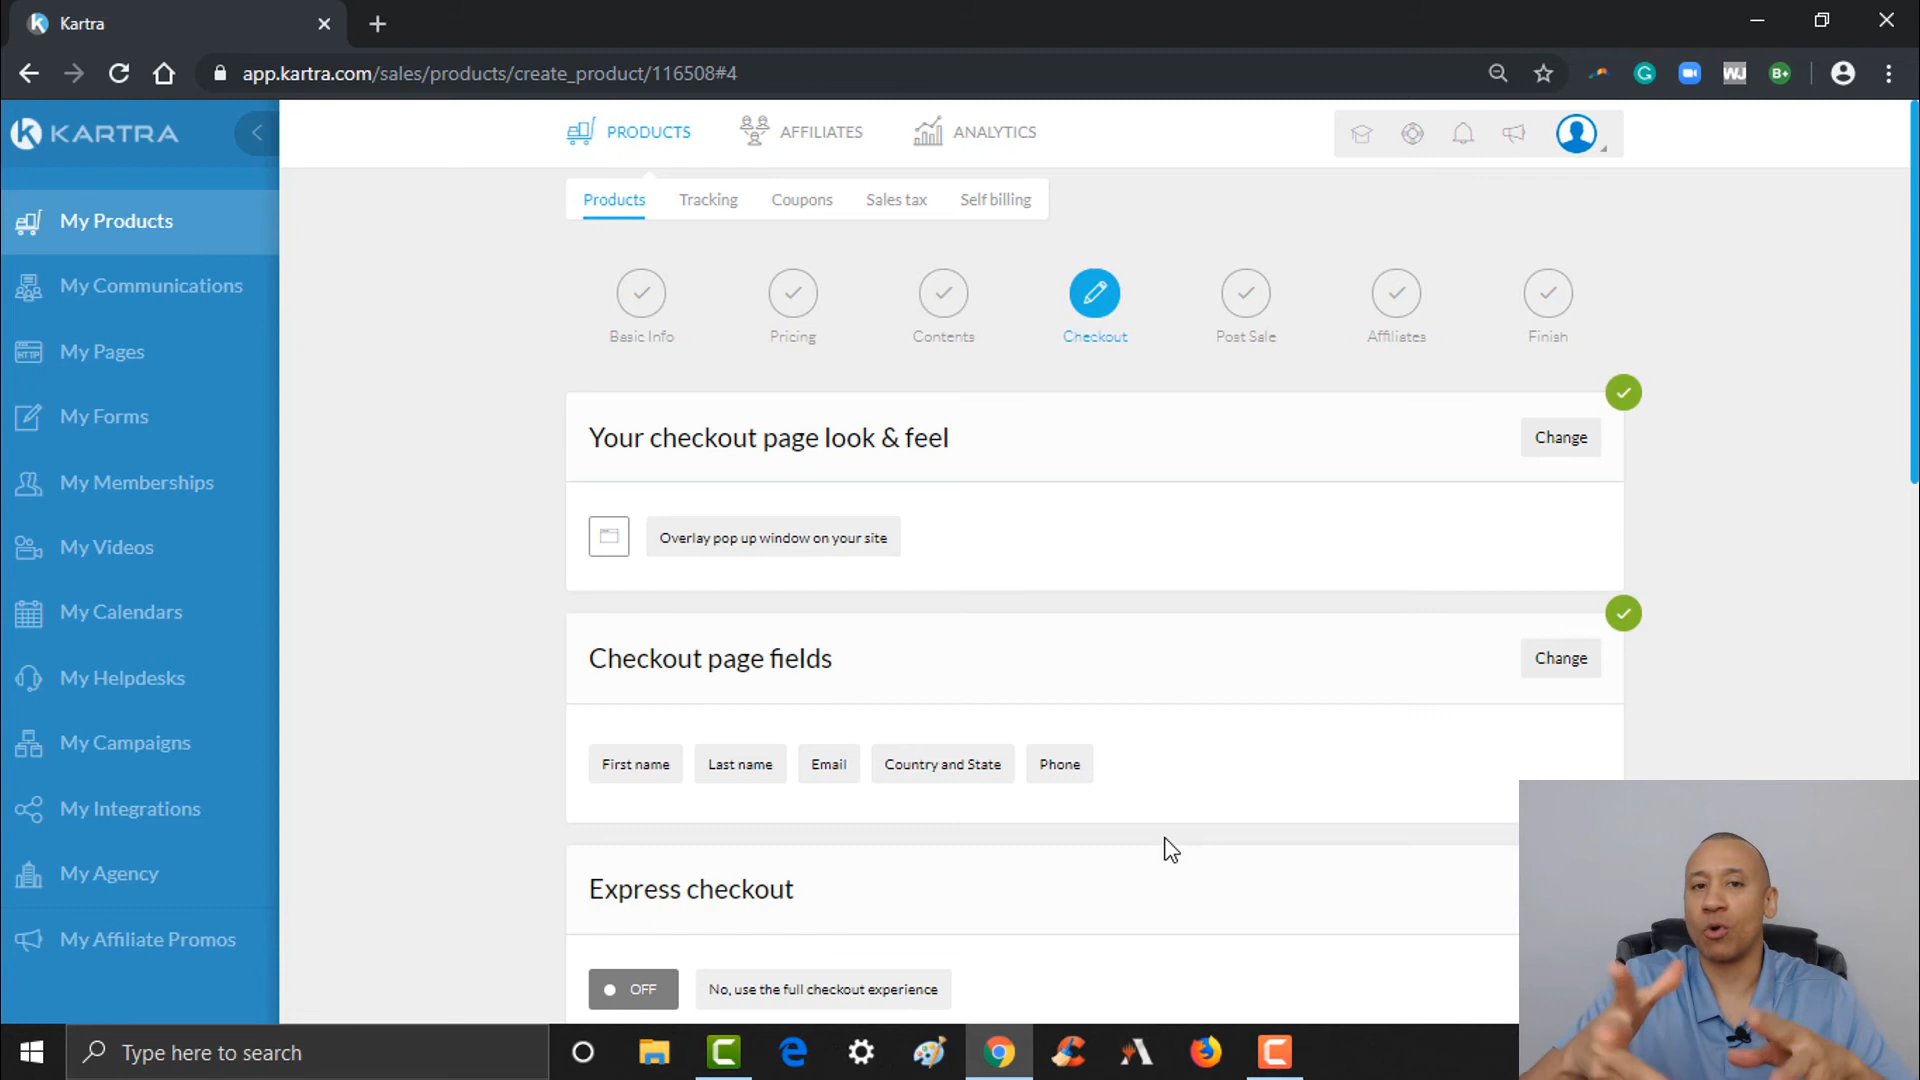 Kartra
app.kartra.com/sales/products/create_product/116508#4
KARTRA
PRODUCTS
AFFILIATES
ANALYTICS
My Products
My Communications
My Pages
My Forms
My Memberships
My Videos
My Calendars
My Helpdesks
My Campaigns
My Integrations
My Agency
My Affiliate Promos
Products Tracking Coupons Sales tax Self billing
Basic Info Pricing Contents Checkout Post Sale Affiliates Finish
Your checkout page look & feel
Change
Overlay pop up window on your site
Checkout page fields
Change
First name Last name Email Country and State Phone
Express checkout
OFF
No, use the full checkout experience
Type here to search